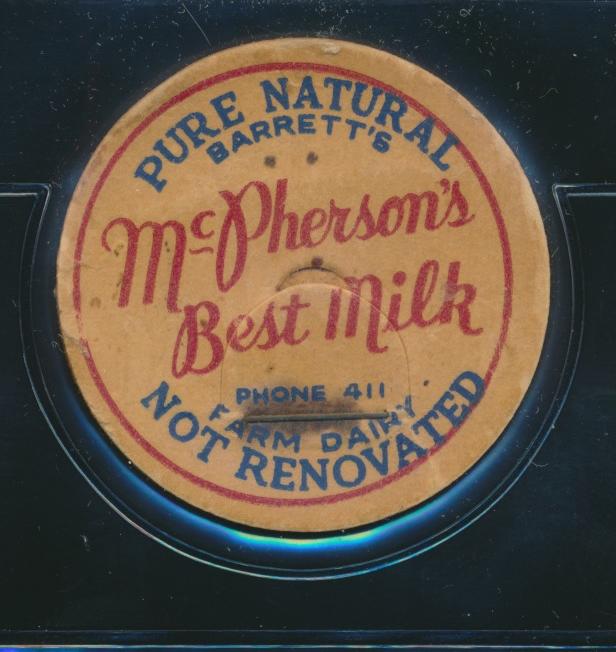 PURE NATURAL
BARRETT'S
McPherson's
Best Milk
PHONE 411
FARM DAIRY
NOT RENOVATED